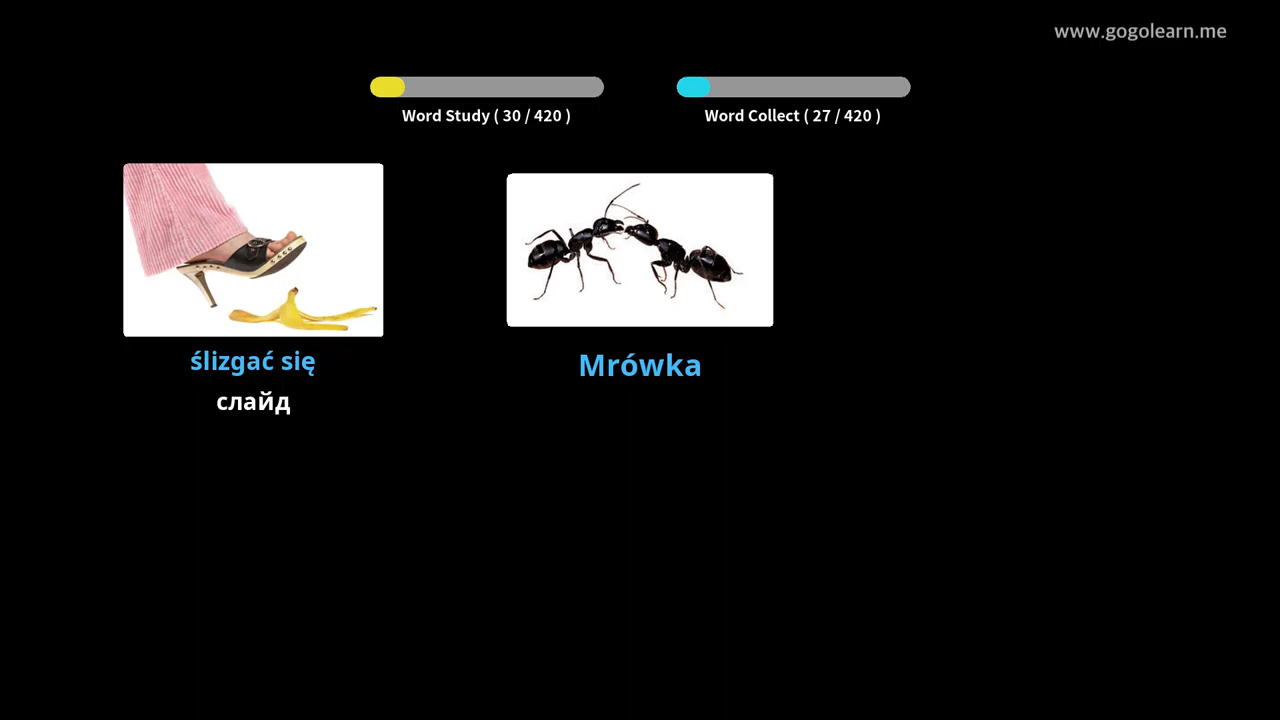 www.gogolearn.me
Word Study ( 30 / 420 )
Word Collect ( 27 / 420 )
ślizgać się
слайд
Mrówka